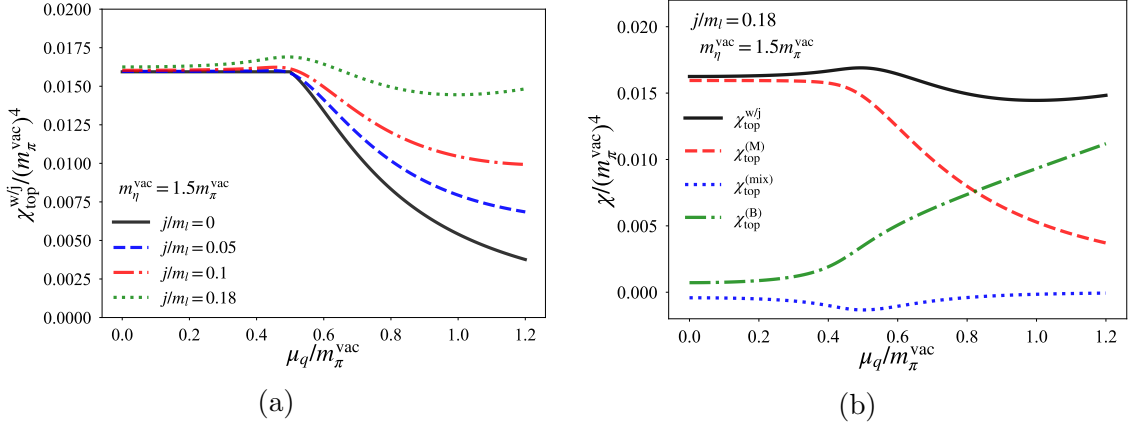 0.0200
0.0175
0.0150
0.0125
0.0100
0.0075
0.0050
0.0025
0.0000
χ_top^{w/j}/(m_π^{vac})^4
m_η^{vac} = 1.5m_π^{vac}
j/m_l = 0
j/m_l = 0.05
j/m_l = 0.1
j/m_l = 0.18
0.0 0.2 0.4 0.6 0.8 1.0 1.2
μ_q/m_π^{vac}
(a)
0.020
0.015
0.010
0.005
0.000
χ/(m_π^{vac})^4
j/m_l = 0.18
m_η^{vac} = 1.5m_π^{vac}
χ_top^{w/j}
χ_top^{(M)}
χ_top^{(mix)}
χ_top^{(B)}
0.0 0.2 0.4 0.6 0.8 1.0 1.2
μ_q/m_π^{vac}
(b)